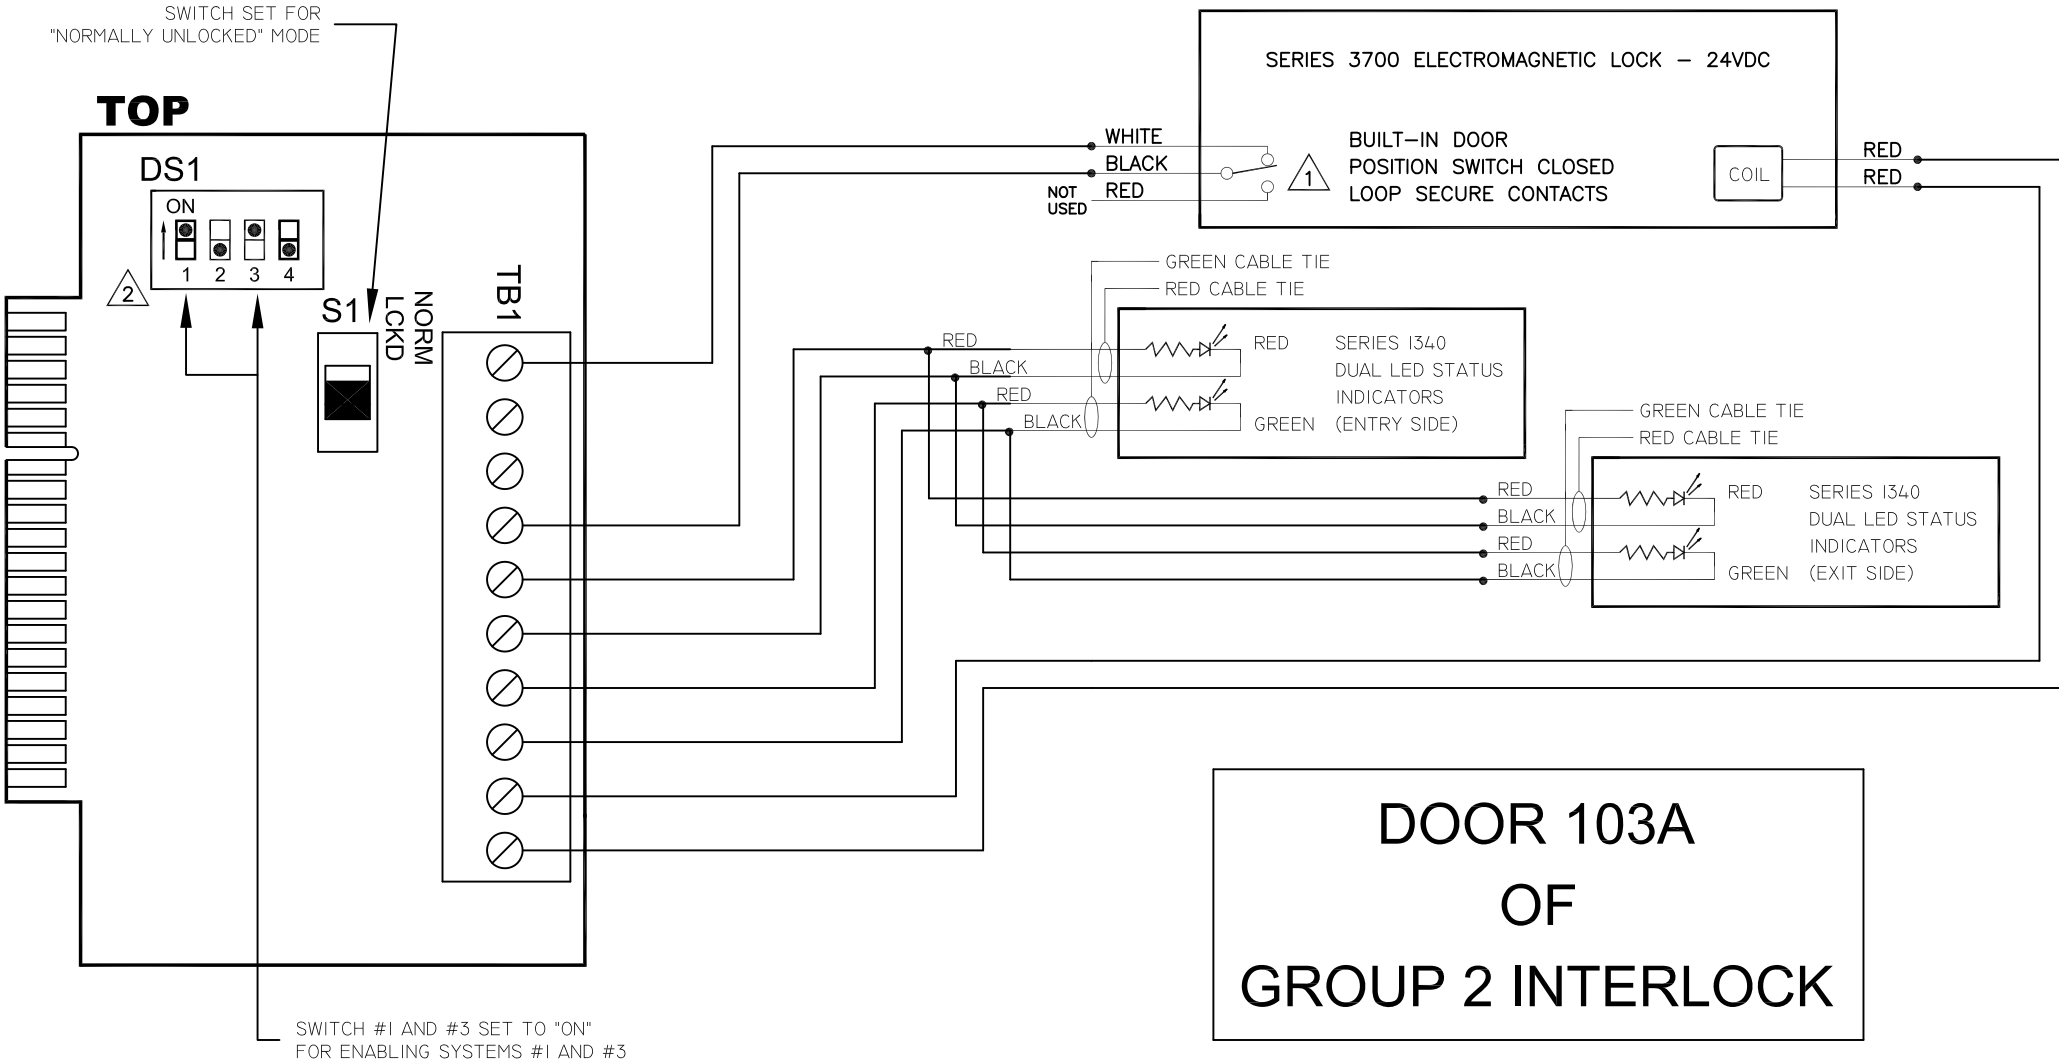 SWITCH SET FOR
"NORMALLY UNLOCKED" MODE
TOP
DS1
ON
1 2 3 4
2
S1
NORM
LCKD
TB1
SWITCH #1 AND #3 SET TO "ON"
FOR ENABLING SYSTEMS #1 AND #3
SERIES 3700 ELECTROMAGNETIC LOCK - 24VDC
WHITE
BLACK
RED
NOT
USED
1
BUILT-IN DOOR
POSITION SWITCH CLOSED
LOOP SECURE CONTACTS
COIL
RED
RED
GREEN CABLE TIE
RED CABLE TIE
RED
BLACK
RED
BLACK
RED
GREEN
SERIES 1340
DUAL LED STATUS
INDICATORS
(ENTRY SIDE)
GREEN CABLE TIE
RED CABLE TIE
RED
BLACK
RED
BLACK
RED
GREEN
SERIES 1340
DUAL LED STATUS
INDICATORS
(EXIT SIDE)
DOOR 103A
OF
GROUP 2 INTERLOCK